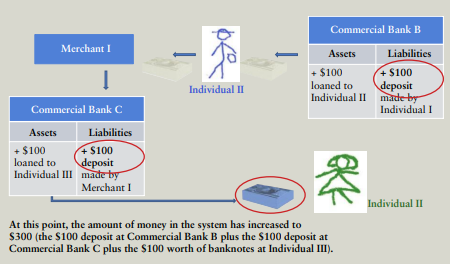 Commercial Bank B
Assets Liabilities
+ $100 + $100
loaned to deposit
Individual II made by
Individual I
Merchant I
Individual II
Commercial Bank C
Assets Liabilities
+ $100 + $100
loaned to deposit
Individual III made by
Merchant I
Individual II
At this point, the amount of money in the system has increased to
$300 (the $100 deposit at Commercial Bank B plus the $100 deposit at
Commercial Bank C plus the $100 worth of banknotes at Individual III).